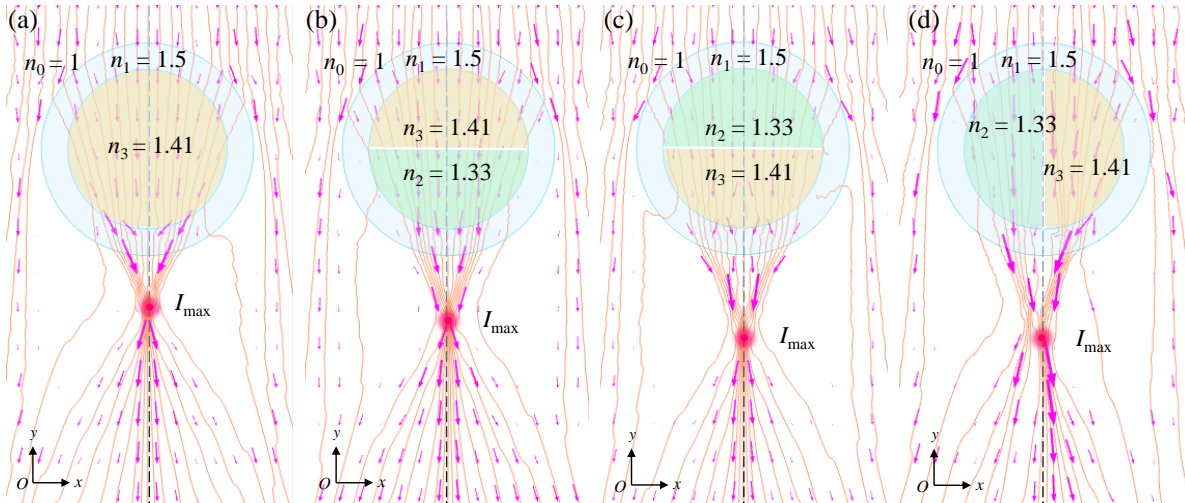 (a)
n0 = 1
n1 = 1.5
n3 = 1.41
Imax
y
O
x
(b)
n0 = 1
n1 = 1.5
n3 = 1.41
n2 = 1.33
Imax
y
O
x
(c)
n0 = 1
n1 = 1.5
n2 = 1.33
n3 = 1.41
Imax
y
O
x
(d)
n0 = 1
n1 = 1.5
n2 = 1.33
n3 = 1.41
Imax
y
O
x